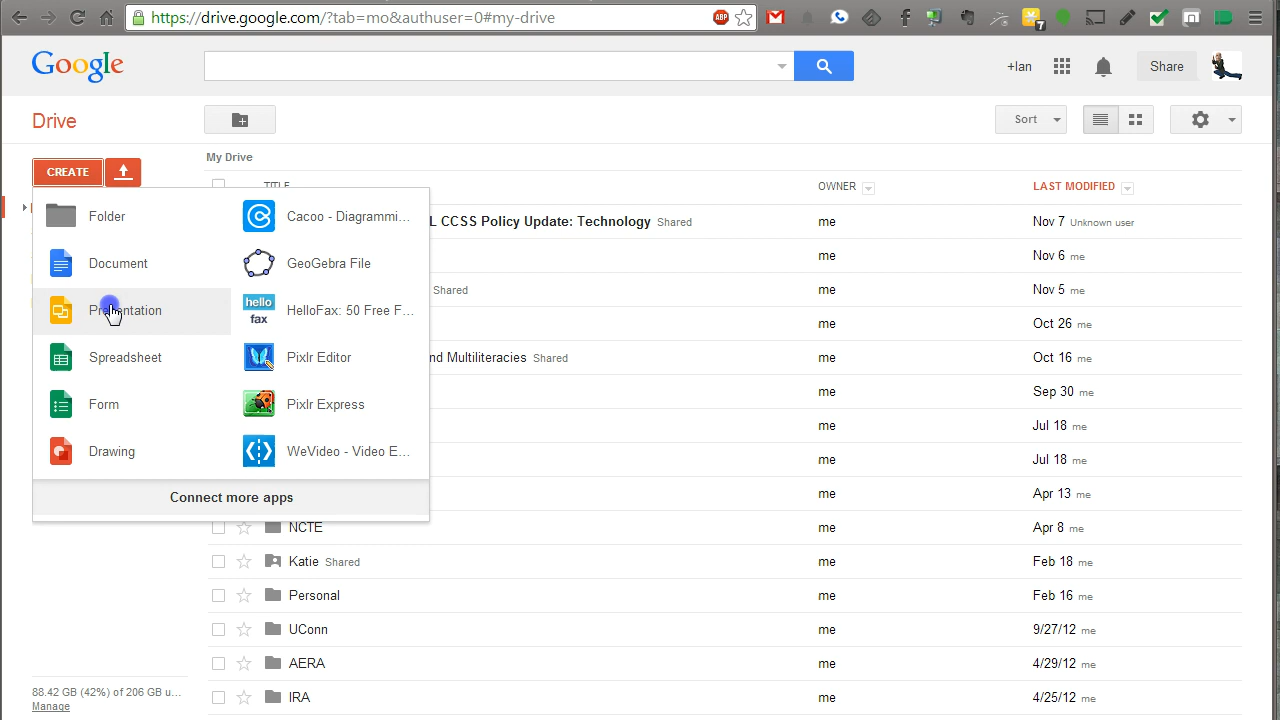 https://drive.google.com/?tab=mo&authuser=0#my-drive
ABP
7
Google
+Ian
Share
Drive
Sort
My Drive
CREATE
TITLE
OWNER
LAST MODIFIED
Folder
Cacoo - Diagrammi...
L CCSS Policy Update: Technology Shared
me
Nov 7 Unknown user
me
Nov 6 me
Document
GeoGebra File
Shared
me
Nov 5 me
Presentation
hello fax
HelloFax: 50 Free F...
me
Oct 26 me
Spreadsheet
Pixlr Editor
nd Multiliteracies Shared
me
Oct 16 me
me
Sep 30 me
Form
Pixlr Express
me
Jul 18 me
Drawing
WeVideo - Video E...
me
Jul 18 me
Connect more apps
me
Apr 13 me
NCTE
me
Apr 8 me
Katie Shared
me
Feb 18 me
Personal
me
Feb 16 me
UConn
me
9/27/12 me
AERA
me
4/29/12 me
IRA
me
4/25/12 me
88.42 GB (42%) of 206 GB u...
Manage